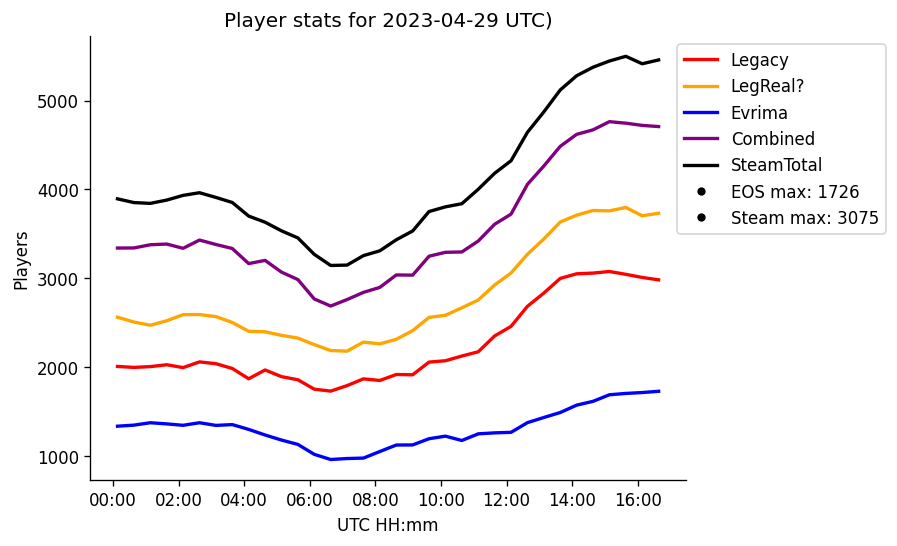 Player stats for 2023-04-29 UTC)
Legacy
LegReal?
Evrima
Combined
SteamTotal
EOS max: 1726
Steam max: 3075
Players
5000
4000
3000
2000
1000
00:00 02:00 04:00 06:00 08:00 10:00 12:00 14:00 16:00
UTC HH:mm